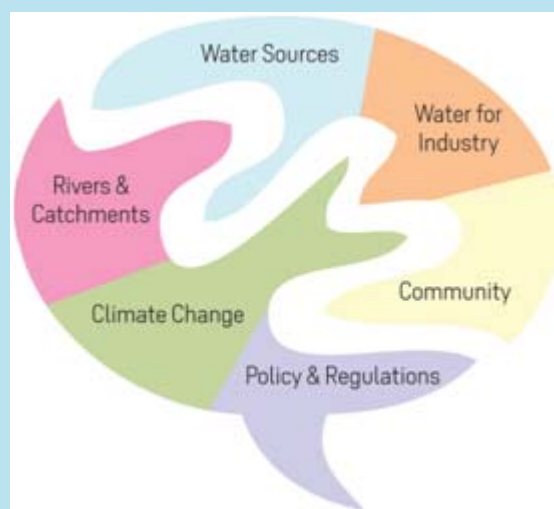 Water Sources
Water for
Industry
Rivers &
Catchments
Community
Climate Change
Policy & Regulations